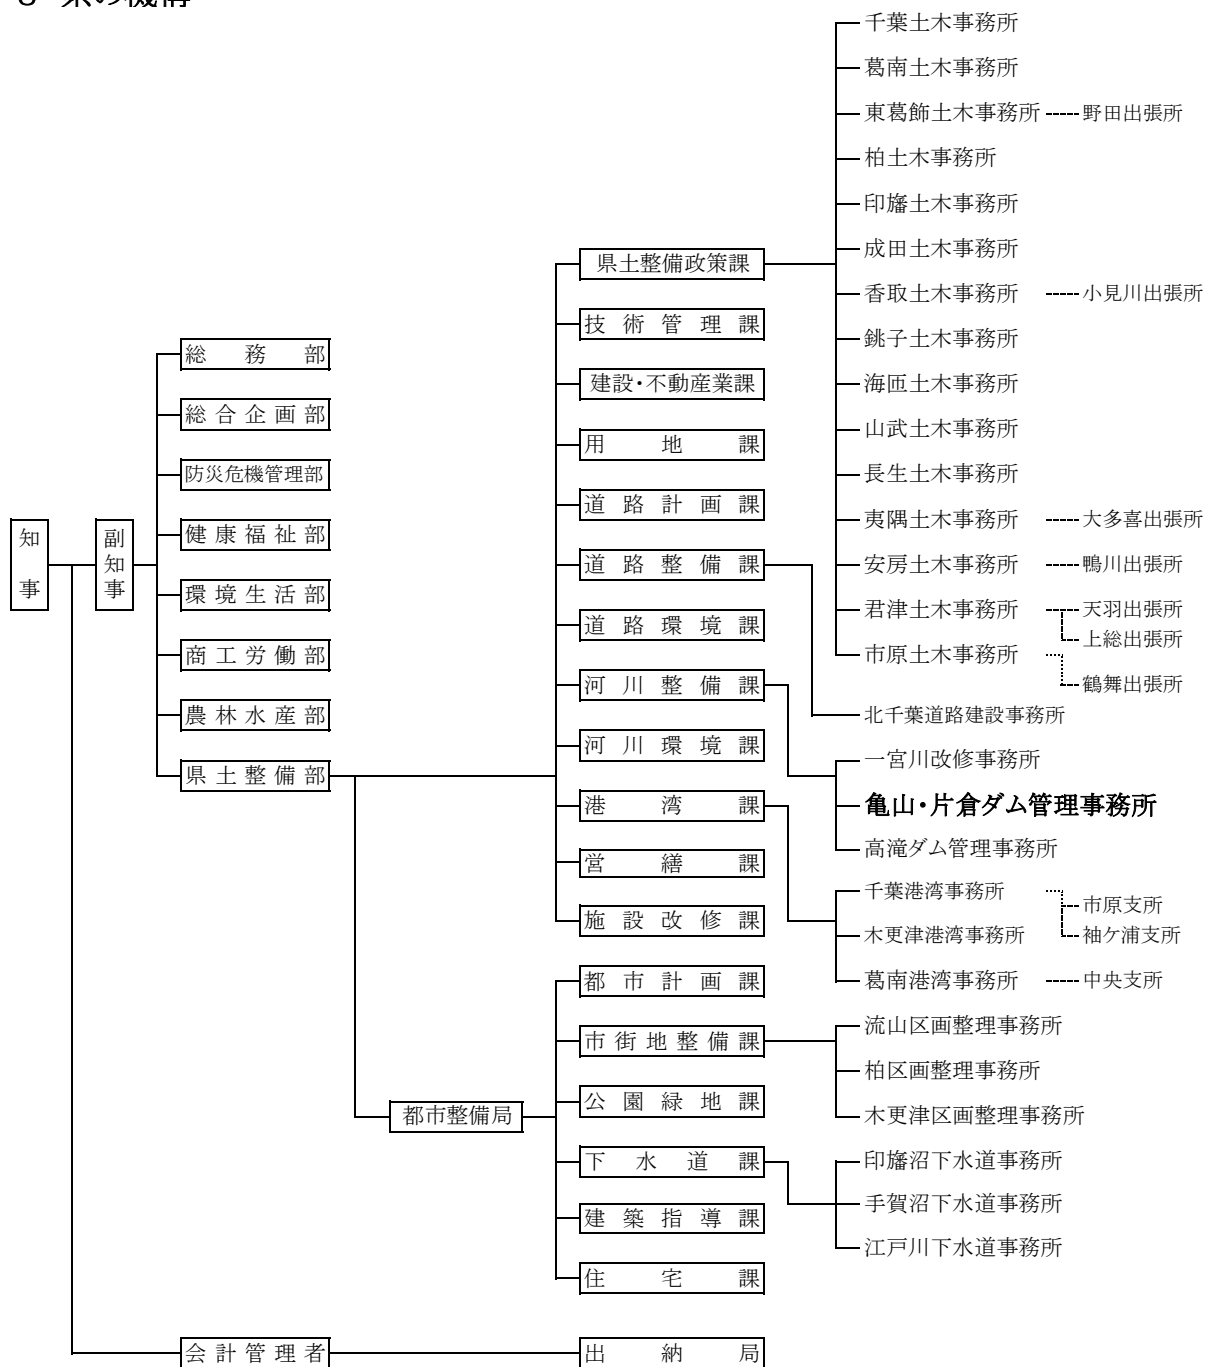 千葉土木事務所
葛南土木事務所
東葛飾土木事務所 野田出張所
柏土木事務所
印旛土木事務所
成田土木事務所
香取土木事務所 小見川出張所
銚子土木事務所
海匝土木事務所
山武土木事務所
長生土木事務所
夷隅土木事務所 大多喜出張所
安房土木事務所 鴨川出張所
君津土木事務所 天羽出張所
上総出張所
市原土木事務所
鶴舞出張所
北千葉道路建設事務所
一宮川改修事務所
亀山・片倉ダム管理事務所
高滝ダム管理事務所
千葉港湾事務所
市原支所
木更津港湾事務所 袖ケ浦支所
葛南港湾事務所 中央支所
流山区画整理事務所
柏区画整理事務所
木更津区画整理事務所
印旛沼下水道事務所
手賀沼下水道事務所
江戸川下水道事務所
県土整備政策課
技術管理課
建設・不動産業課
用地課
道路計画課
道路整備課
道路環境課
河川整備課
河川環境課
港湾課
営繕課
施設改修課
都市計画課
市街地整備課
公園緑地課
下水道課
建築指導課
住宅課
出納局
都市整備局
総務部
総合企画部
防災危機管理部
健康福祉部
環境生活部
商工労働部
農林水産部
県土整備部
会計管理者
副知事
知事